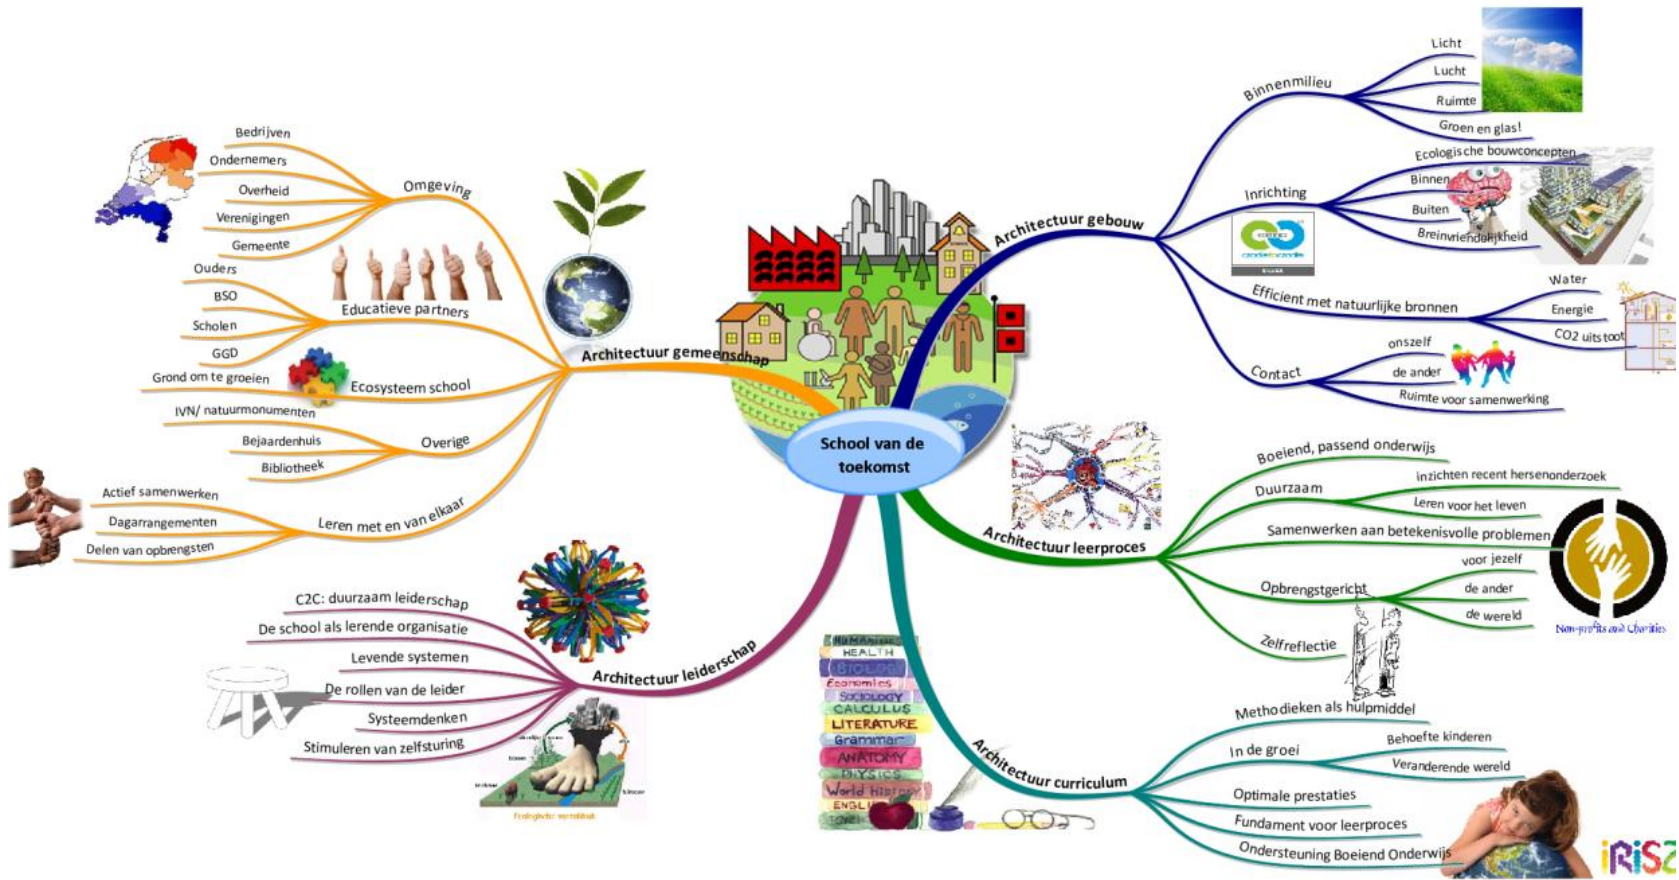 School van de
toekomst
Architectuur gebouw
Binnenmilieu
Licht
Lucht
Ruimte
Groen en glas!
Inrichting
Ecologische bouwconcepten
Binnen
Buiten
Breinvriendelijkheid
Efficient met natuurlijke bronnen
Water
Energie
CO2 uitstoot
Contact
onszelf
de ander
Ruimte voor samenwerking
Architectuur leerproces
Boeiend, passend onderwijs
Duurzaam
inzichten recent hersenonderzoek
Leren voor het leven
Samenwerken aan betekenisvolle problemen
Opbrengstgericht
voor jezelf
de ander
de wereld
Zelfreflectie
Non-profits and Charities
Architectuur curriculum
Methodieken als hulpmiddel
In de groei
Behoefte kinderen
Veranderende wereld
Optimale prestaties
Fundament voor leerproces
Ondersteuning Boeiend Onderwijs
HEALTH
BIOLOGY
Economics
SOCIOLOGY
CALCULUS
LITERATURE
Grammar
ANATOMY
PHYSICS
World History
Architectuur leiderschap
C2C: duurzaam leiderschap
De school als lerende organisatie
Levende systemen
De rollen van de leider
Systeemdenken
Stimuleren van zelfsturing
Architectuur gemeenschap
Omgeving
Bedrijven
Ondernemers
Overheid
Verenigingen
Gemeente
Educatieve partners
Ouders
BSO
Scholen
GGD
Ecosysteem school
Grond om te groeien
Overige
IVN/ natuurmonumenten
Bejaardenhuis
Bibliotheek
Leren met en van elkaar
Actief samenwerken
Dagarrangementen
Delen van opbrengsten